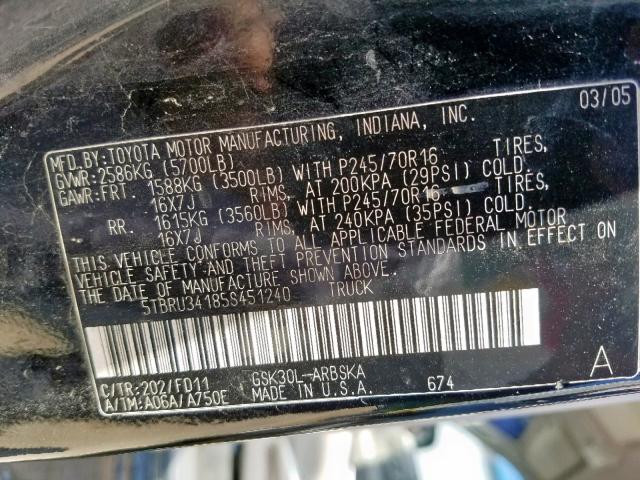 03/05
MFD.BY:TOYOTA MOTOR MANUFACTURING, INDIANA, INC.
GVWR:2586KG (5700LB)
GAWR:FRT. 1588KG (3500LB) WITH P245/70R16 TIRES,
16X7J RIMS, AT 200KPA (29PSI) COLD.
RR. 1615KG (3560LB) WITH P245/70R16 TIRES,
16X7J RIMS, AT 240KPA (35PSI) COLD.
THIS VEHICLE CONFORMS TO ALL APPLICABLE FEDERAL MOTOR
VEHICLE SAFETY AND THEFT PREVENTION STANDARDS IN EFFECT ON
THE DATE OF MANUFACTURE SHOWN ABOVE.
5TBRU34185S451240 TRUCK
C/TR:202/FD11 GSK30L-ARBSKA A
A/TM:A06A/A750E MADE IN U.S.A. 674